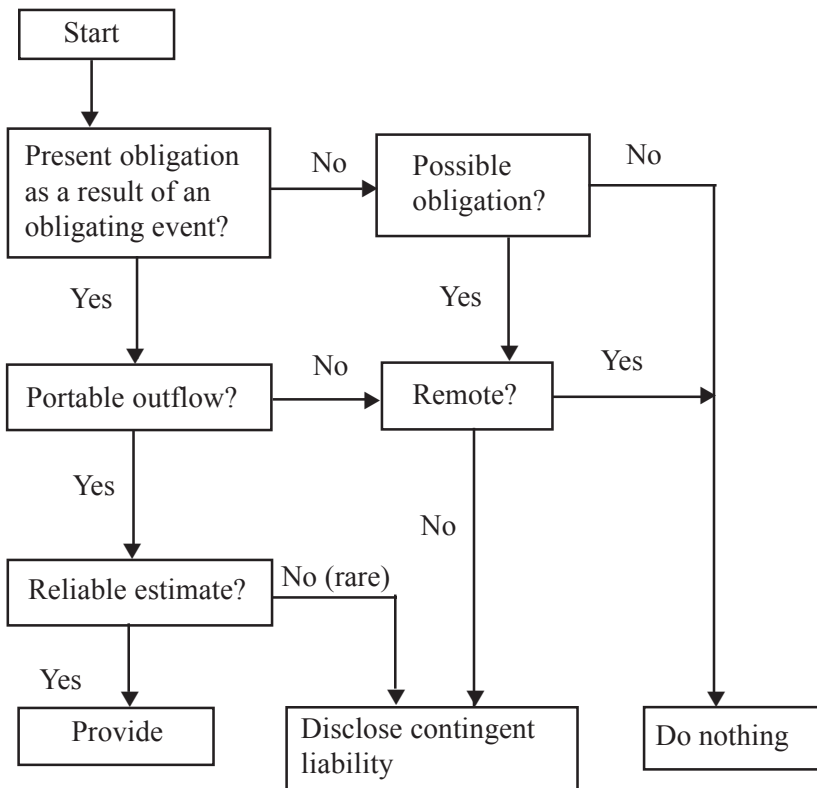 Start
Present obligation
as a result of an
obligating event?
No
Possible
obligation?
No
Yes
Yes
Portable outflow?
No
Remote?
Yes
Yes
No
Reliable estimate?
No (rare)
Yes
Provide
Disclose contingent
liability
Do nothing